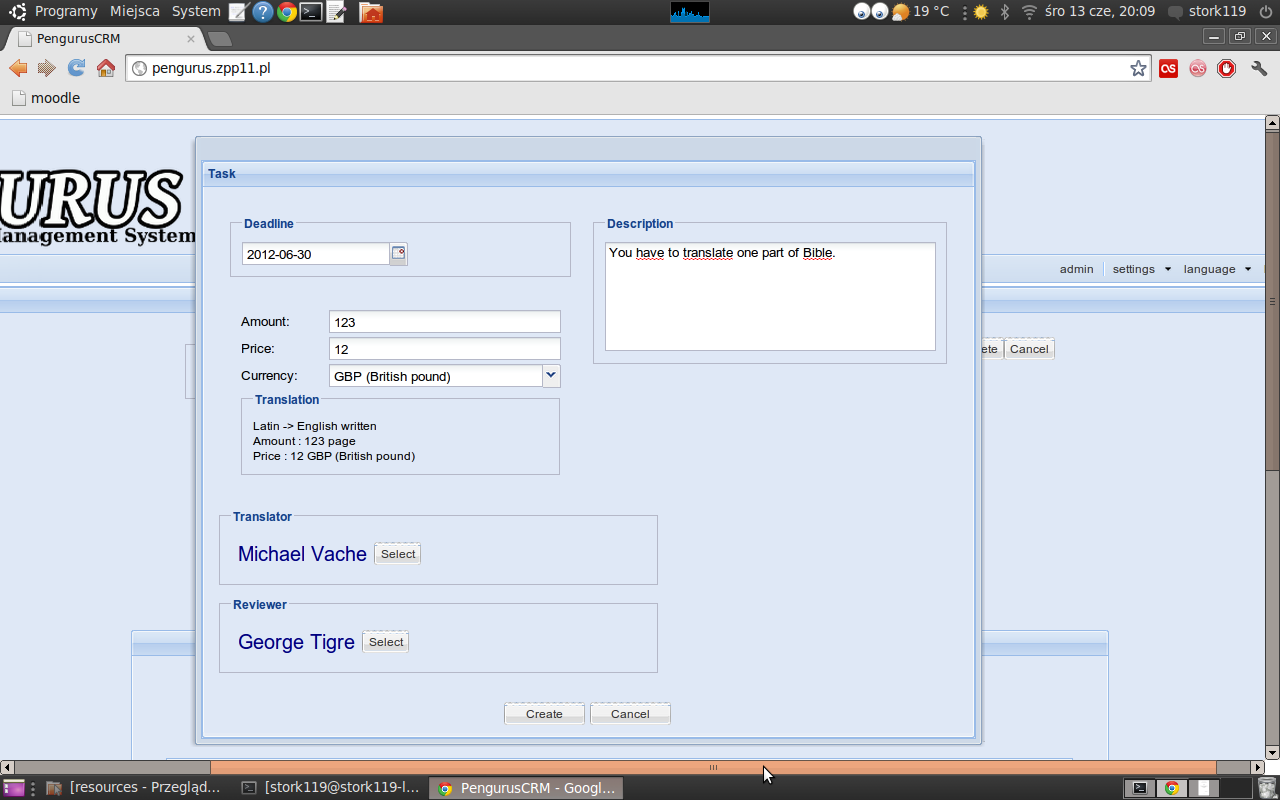 Programy Miejsca System 19 °C śro 13 cze, 20:09 stork119
PengurusCRM
pengurus.zpp11.pl
moodle
URUS
anagement System
Task
Deadline
2012-06-30
Description
You have to translate one part of Bible.
admin settings language
Amount: 123
Price: 12
Currency: GBP (British pound)
ete Cancel
Translation
Latin -> English written
Amount : 123 page
Price : 12 GBP (British pound)
Translator
Michael Vache Select
Reviewer
George Tigre Select
Create Cancel
[resources - Przegląd... [stork119@stork119-l... PengurusCRM - Googl...